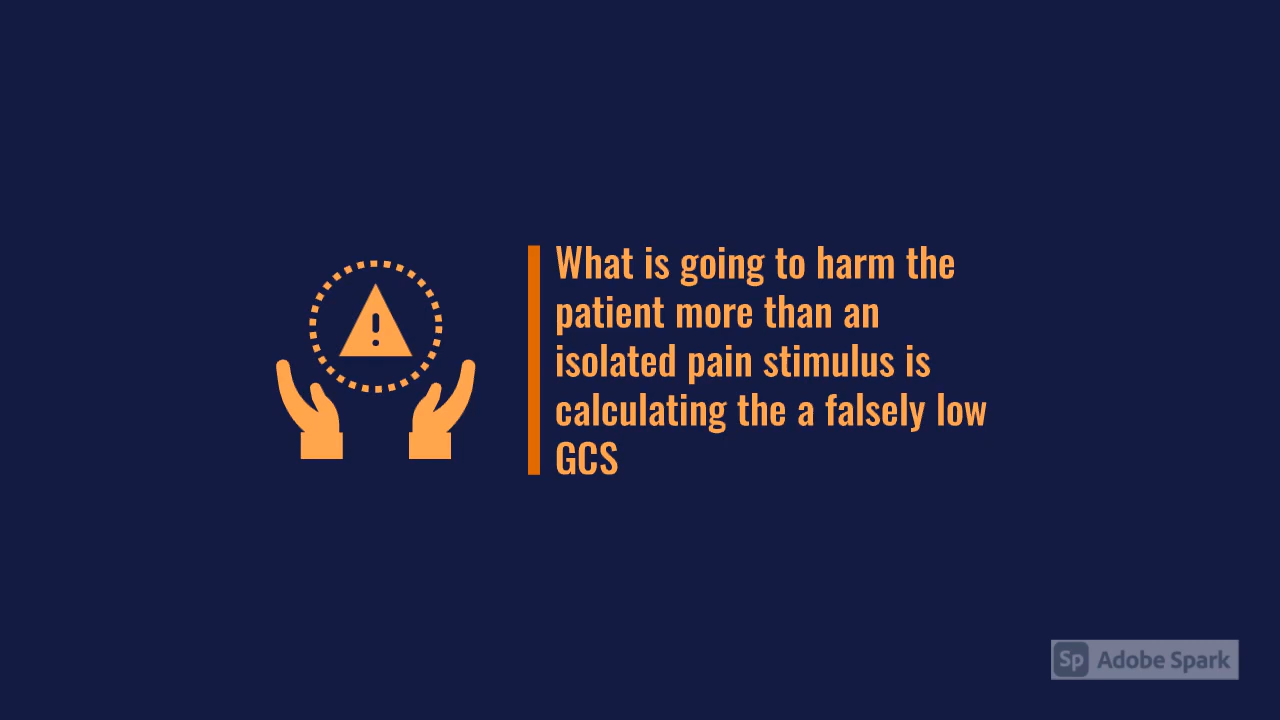 What is going to harm the
patient more than an
isolated pain stimulus is
calculating the a falsely low
GCS
Sp Adobe Spark